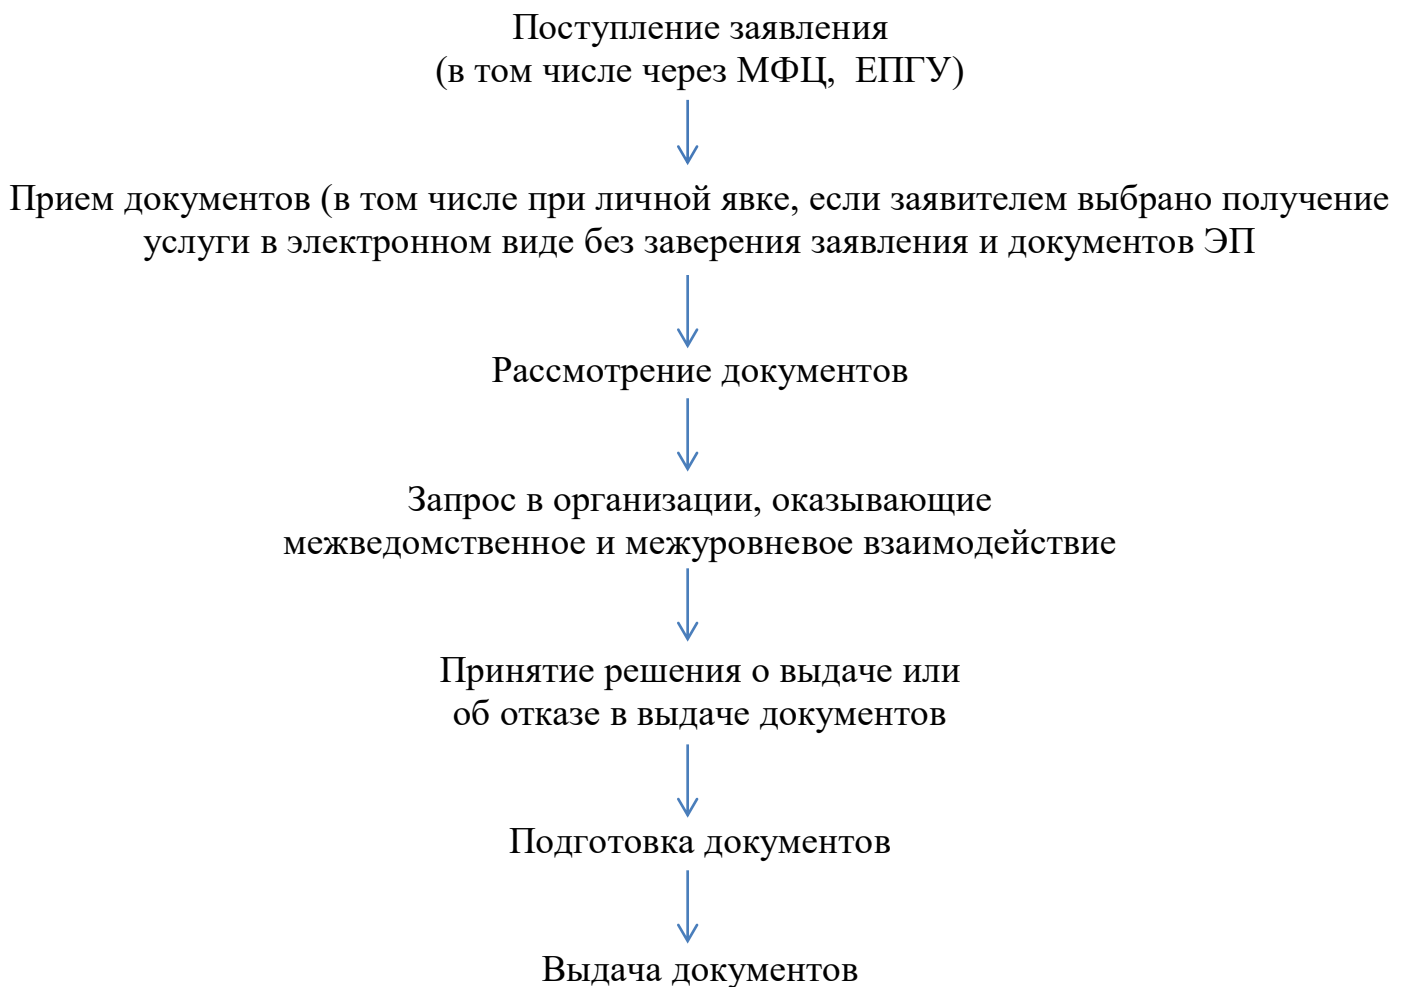 Поступление заявления
(в том числе через МФЦ,  ЕПГУ)
Прием документов (в том числе при личной явке, если заявителем выбрано получение
услуги в электронном виде без заверения заявления и документов ЭП
Рассмотрение документов
Запрос в организации, оказывающие
межведомственное и межуровневое взаимодействие
Принятие решения о выдаче или
об отказе в выдаче документов
Подготовка документов
Выдача документов